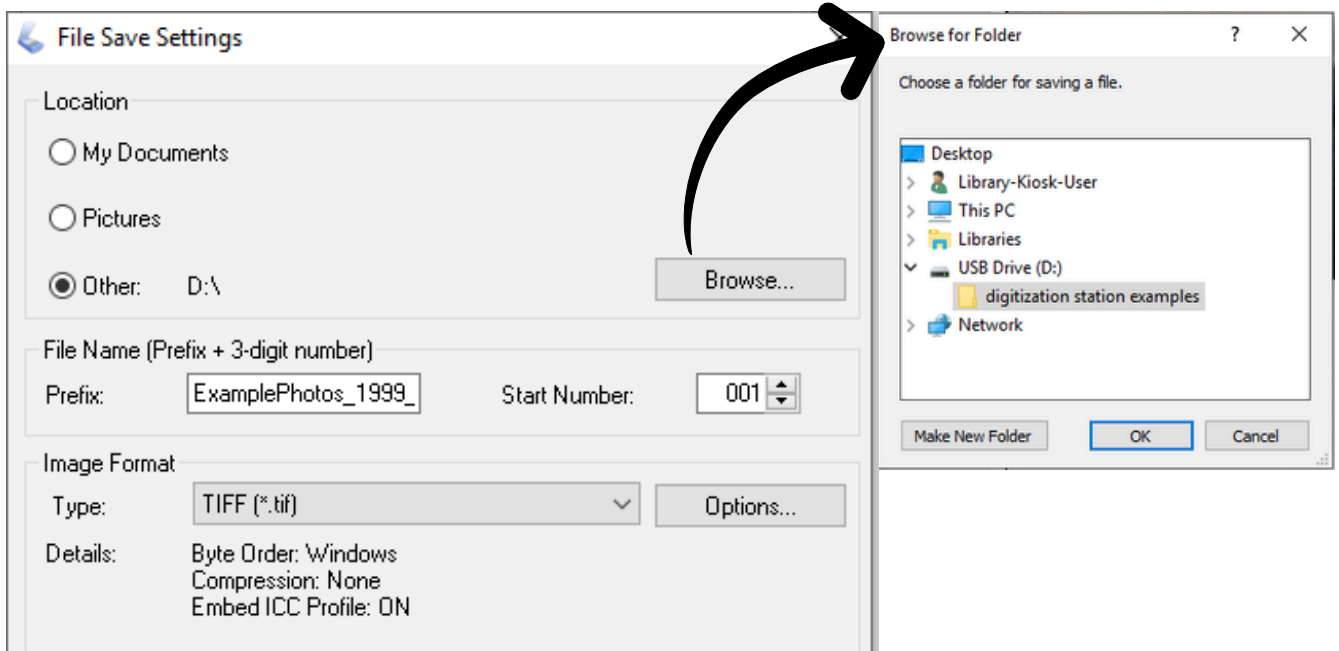 File Save Settings
Location
My Documents
Pictures
Other: D:\
Browse...
File Name (Prefix + 3-digit number)
Prefix: ExamplePhotos_1999_ Start Number: 001
Image Format
Type: TIFF (*.tif) Options...
Details: Byte Order: Windows
Compression: None
Embed ICC Profile: ON
Browse for Folder ?
Choose a folder for saving a file.
Desktop
Library-Kiosk-User
This PC
Libraries
USB Drive (D:)
digitization station examples
Network
Make New Folder OK Cancel